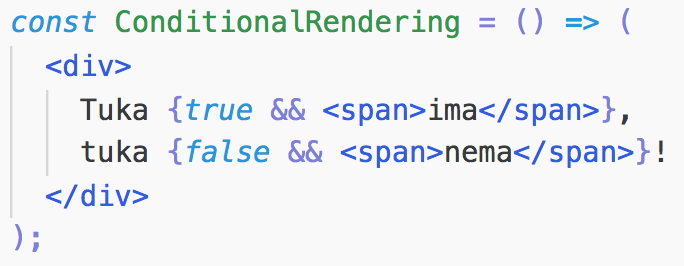 const ConditionalRendering = () => (
  <div>
    Tuka {true && <span>ima</span>},
    tuka {false && <span>nema</span>}!
  </div>
);